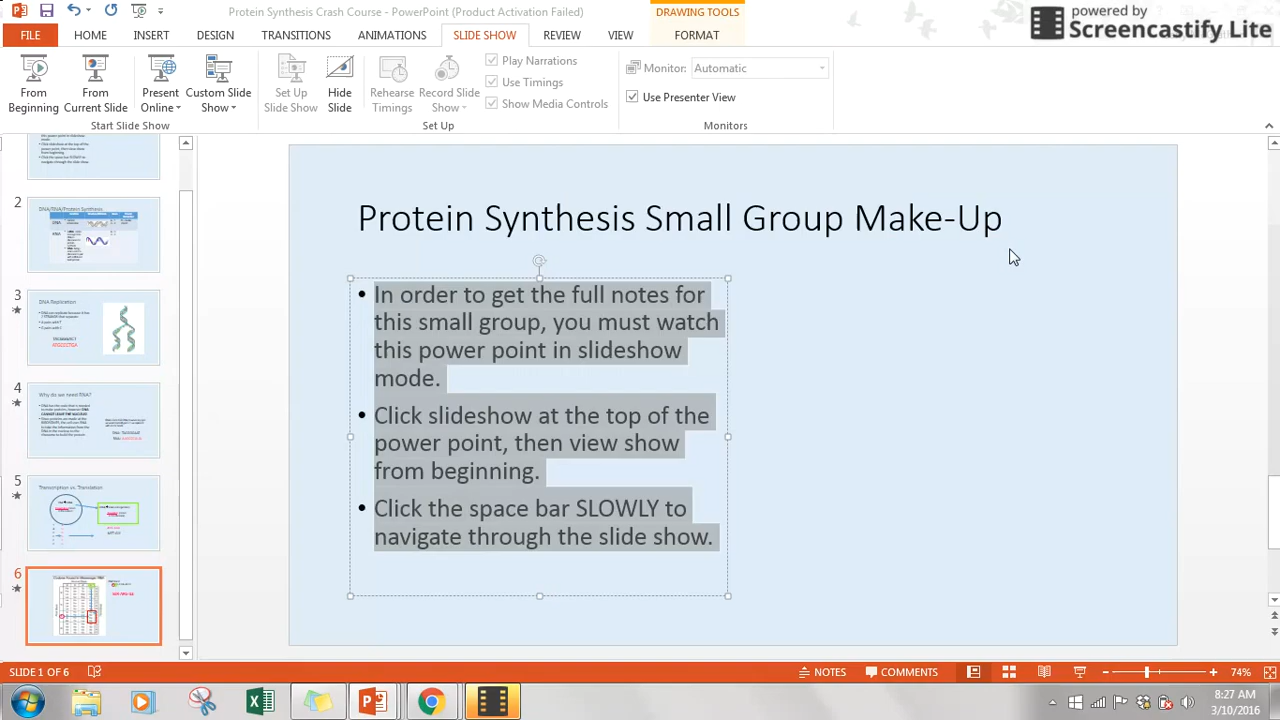 Protein Synthesis Crash Course - PowerPoint (Product Activation Failed)
DRAWING TOOLS
powered by
Screencastify Lite
FILE HOME INSERT DESIGN TRANSITIONS ANIMATIONS SLIDE SHOW REVIEW VIEW FORMAT
From Beginning
From Current Slide
Present Online
Custom Slide Show
Set Up Slide Show
Hide Slide
Rehearse Timings
Record Slide Show
Play Narrations
Use Timings
Show Media Controls
Monitor: Automatic
Use Presenter View
Start Slide Show
Set Up
Monitors
2
DNA/RNA/Protein Synthesis
3
DNA Replication
4
Why do we need RNA?
5
Transcription vs. Translation
6
Protein Synthesis Small Group Make-Up
• In order to get the full notes for
this small group, you must watch
this power point in slideshow
mode.
• Click slideshow at the top of the
power point, then view show
from beginning.
• Click the space bar SLOWLY to
navigate through the slide show.
SLIDE 1 OF 6
NOTES
COMMENTS
74%
8:27 AM
3/10/2016